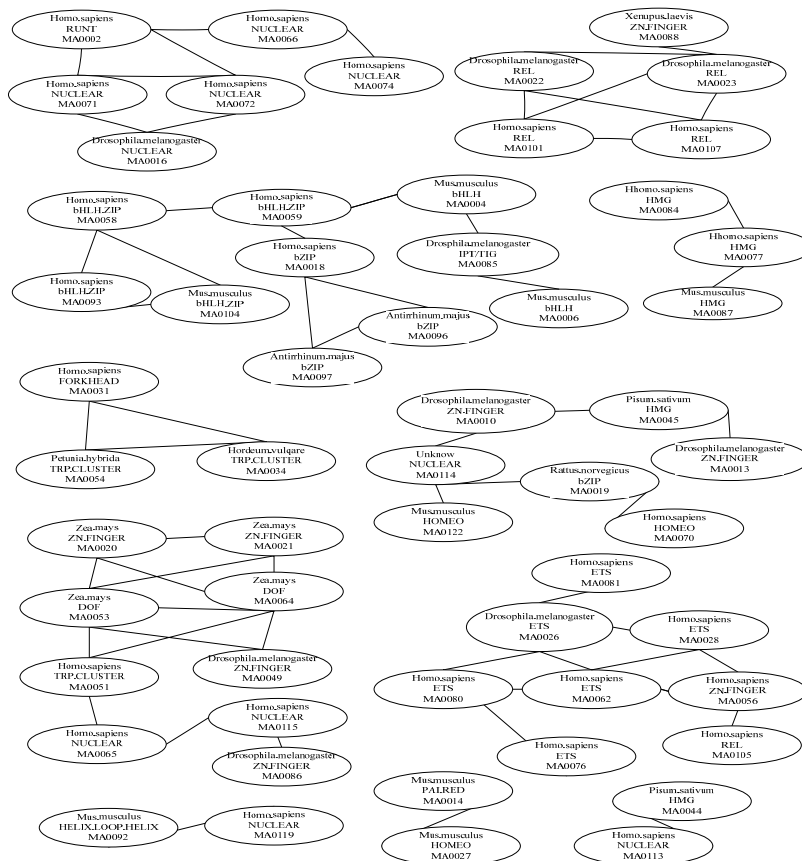 Homo.sapiens
RUNT
MA0002
Homo.sapiens
NUCLEAR
MA0066
Homo.sapiens
NUCLEAR
MA0074
Homo.sapiens
NUCLEAR
MA0071
Homo.sapiens
NUCLEAR
MA0072
Drosophila.melanogaster
NUCLEAR
MA0016
Xenupus.laevis
ZN.FINGER
MA0088
Drosophila.melanogaster
REL
MA0022
Drosophila.melanogaster
REL
MA0023
Homo.sapiens
REL
MA0101
Homo.sapiens
REL
MA0107
Homo.sapiens
bHLH.ZIP
MA0058
Homo.sapiens
bHLH.ZIP
MA0059
Mus.musculus
bHLH
MA0004
Homo.sapiens
bZIP
MA0018
Drosphila.melanogaster
IPT/TIG
MA0085
Homo.sapiens
bHLH.ZIP
MA0093
Mus.musculus
bHLH.ZIP
MA0104
Mus.musculus
bHLH
MA0006
Antirrhinum.majus
bZIP
MA0096
Antirrhinum.majus
bZIP
MA0097
Hhomo.sapiens
HMG
MA0084
Hhomo.sapiens
HMG
MA0077
Mus.musculus
HMG
MA0087
Homo.sapiens
FORKHEAD
MA0031
Petunia.hybrida
TRP.CLUSTER
MA0054
Hordeum.vulqare
TRP.CLUSTER
MA0034
Drosophila.melanogaster
ZN-FINGER
MA0010
Pisum.sativum
HMG
MA0045
Drosophila.melanogaster
ZN.FINGER
MA0013
Unknow
NUCLEAR
MA0114
Rattus.norvegicus
bZIP
MA0019
Mus.musculus
HOMEO
MA0122
Homo.sapiens
HOMEO
MA0070
Zea.mays
ZN.FINGER
MA0020
Zea.mays
ZN.FINGER
MA0021
Zea.mays
DOF
MA0053
Zea.mays
DOF
MA0064
Homo.sapiens
TRP.CLUSTER
MA0051
Drosophila.melanogaster
ZN.FINGER
MA0049
Homo.sapiens
NUCLEAR
MA0065
Homo.sapiens
NUCLEAR
MA0115
Drosophila.melanogaster
ZN.FINGER
MA0086
Homo.sapiens
ETS
MA0081
Drosophila.melanogaster
ETS
MA0026
Homo.sapiens
ETS
MA0028
Homo.sapiens
ETS
MA0080
Homo.sapiens
ETS
MA0062
Homo.sapiens
ZN.FINGER
MA0056
Homo.sapiens
REL
MA0105
Homo.sapiens
ETS
MA0076
Mus.musculus
HELIX.LOOP.HELIX
MA0092
Homo.sapiens
NUCLEAR
MA0119
Mus.musculus
PAI.RED
MA0014
Mus.musculus
HOMEO
MA0027
Pisum.sativum
HMG
MA0044
Homo.sapiens
NUCLEAR
MA0113